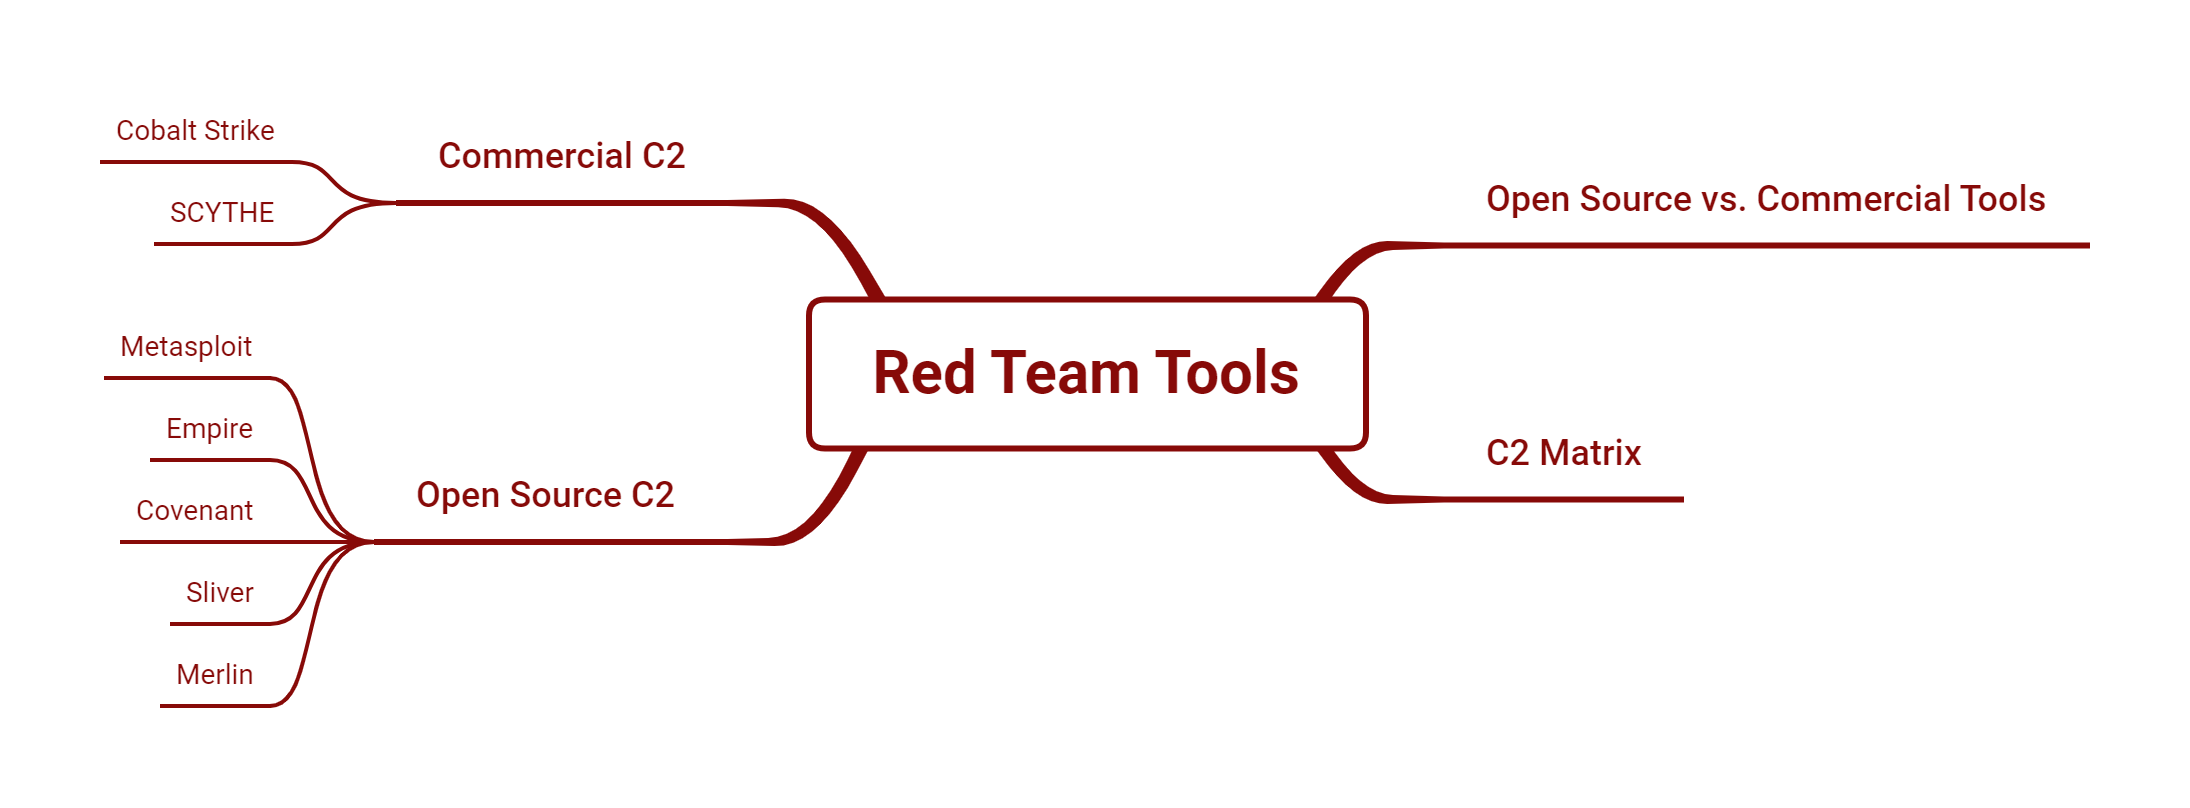 Cobalt Strike
SCYTHE
Commercial C2
Metasploit
Empire
Covenant
Sliver
Merlin
Open Source C2
Red Team Tools
Open Source vs. Commercial Tools
C2 Matrix